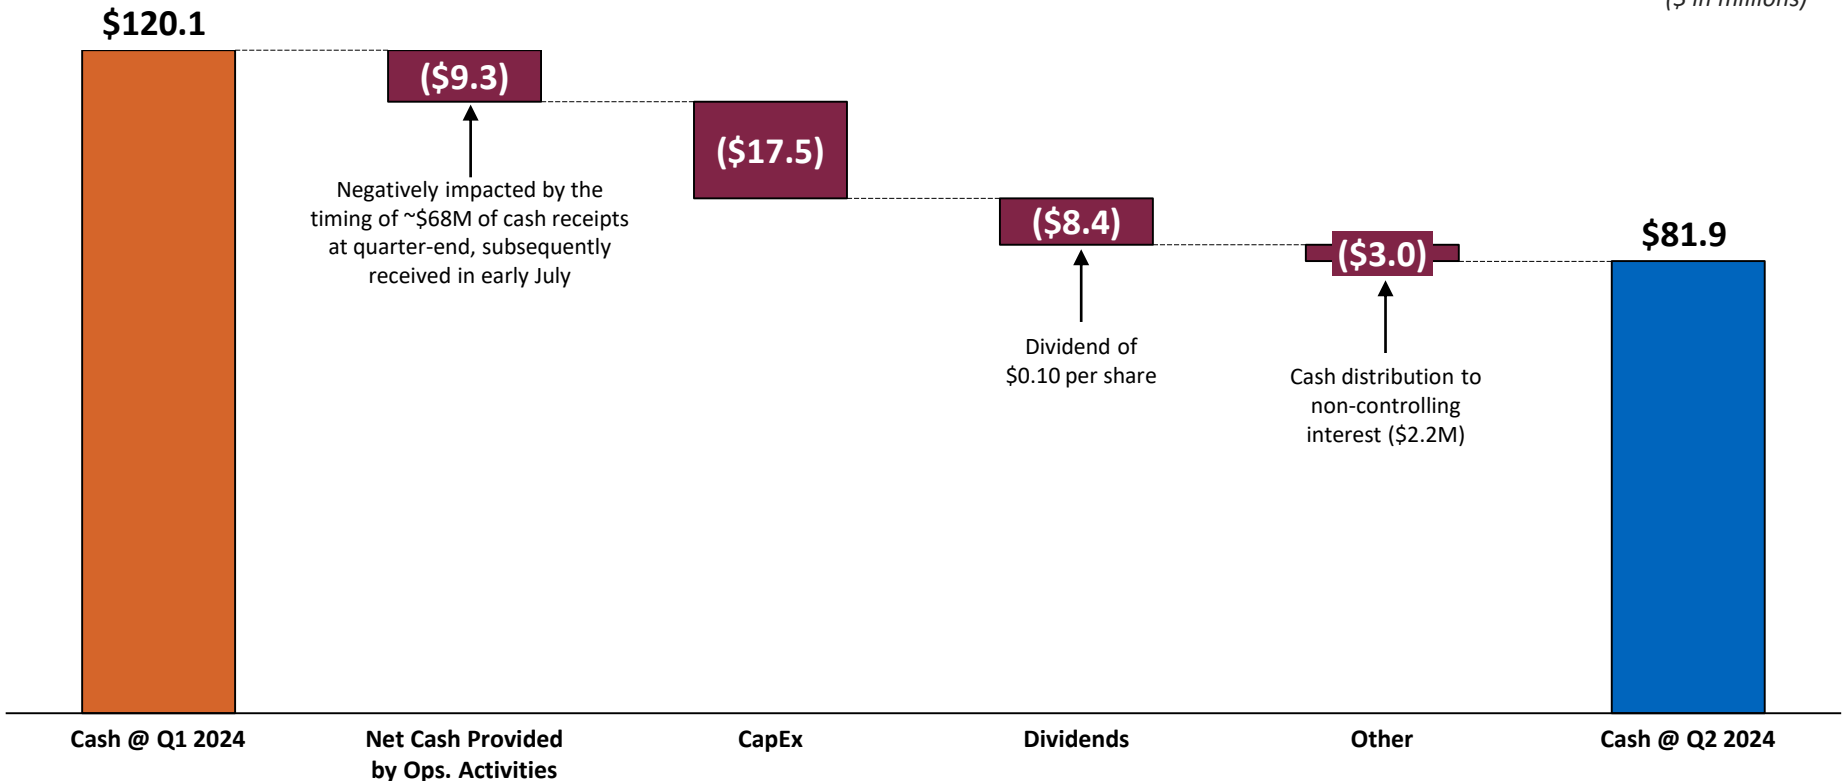 ($ in millions)
$120.1
($9.3)
($17.5)
($8.4)
($3.0)
$81.9
Negatively impacted by the
timing of ~$68M of cash receipts
at quarter-end, subsequently
received in early July
Dividend of
$0.10 per share
Cash distribution to
non-controlling
interest ($2.2M)
Cash @ Q1 2024
Net Cash Provided
by Ops. Activities
CapEx
Dividends
Other
Cash @ Q2 2024